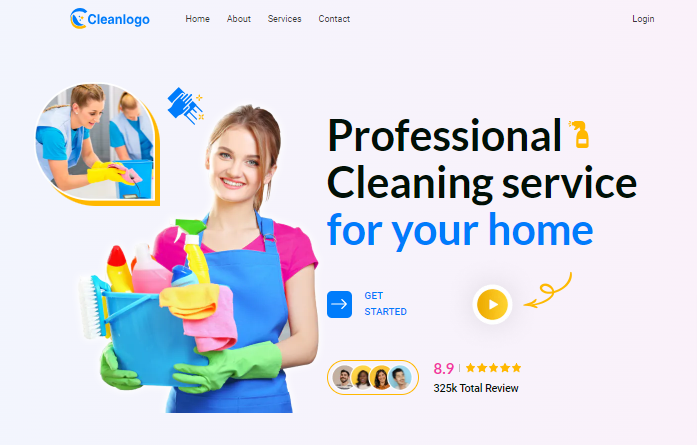 Cleanlogo
Home
About
Services
Contact
Login
Professional
Cleaning service
for your home
GET
STARTED
8.9
325k Total Review